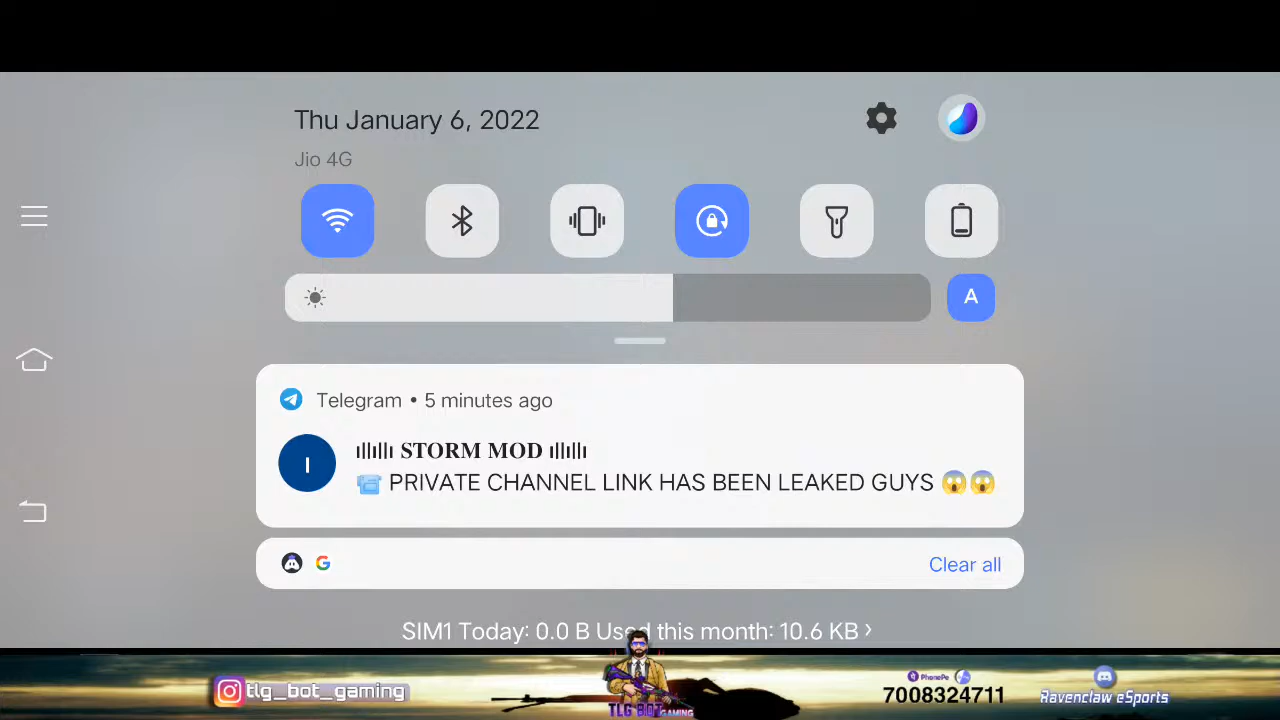 Thu January 6, 2022
Jio 4G
A
Telegram • 5 minutes ago
I
ıllıllı STORM MOD ıllıllı
PRIVATE CHANNEL LINK HAS BEEN LEAKED GUYS 😱😱
G
Clear all
SIM1 Today: 0.0 B Used this month: 10.6 KB ›
tlg_bot_gaming
TLG BOT GAMING
PhonePe
7008324711
Ravenclaw eSports